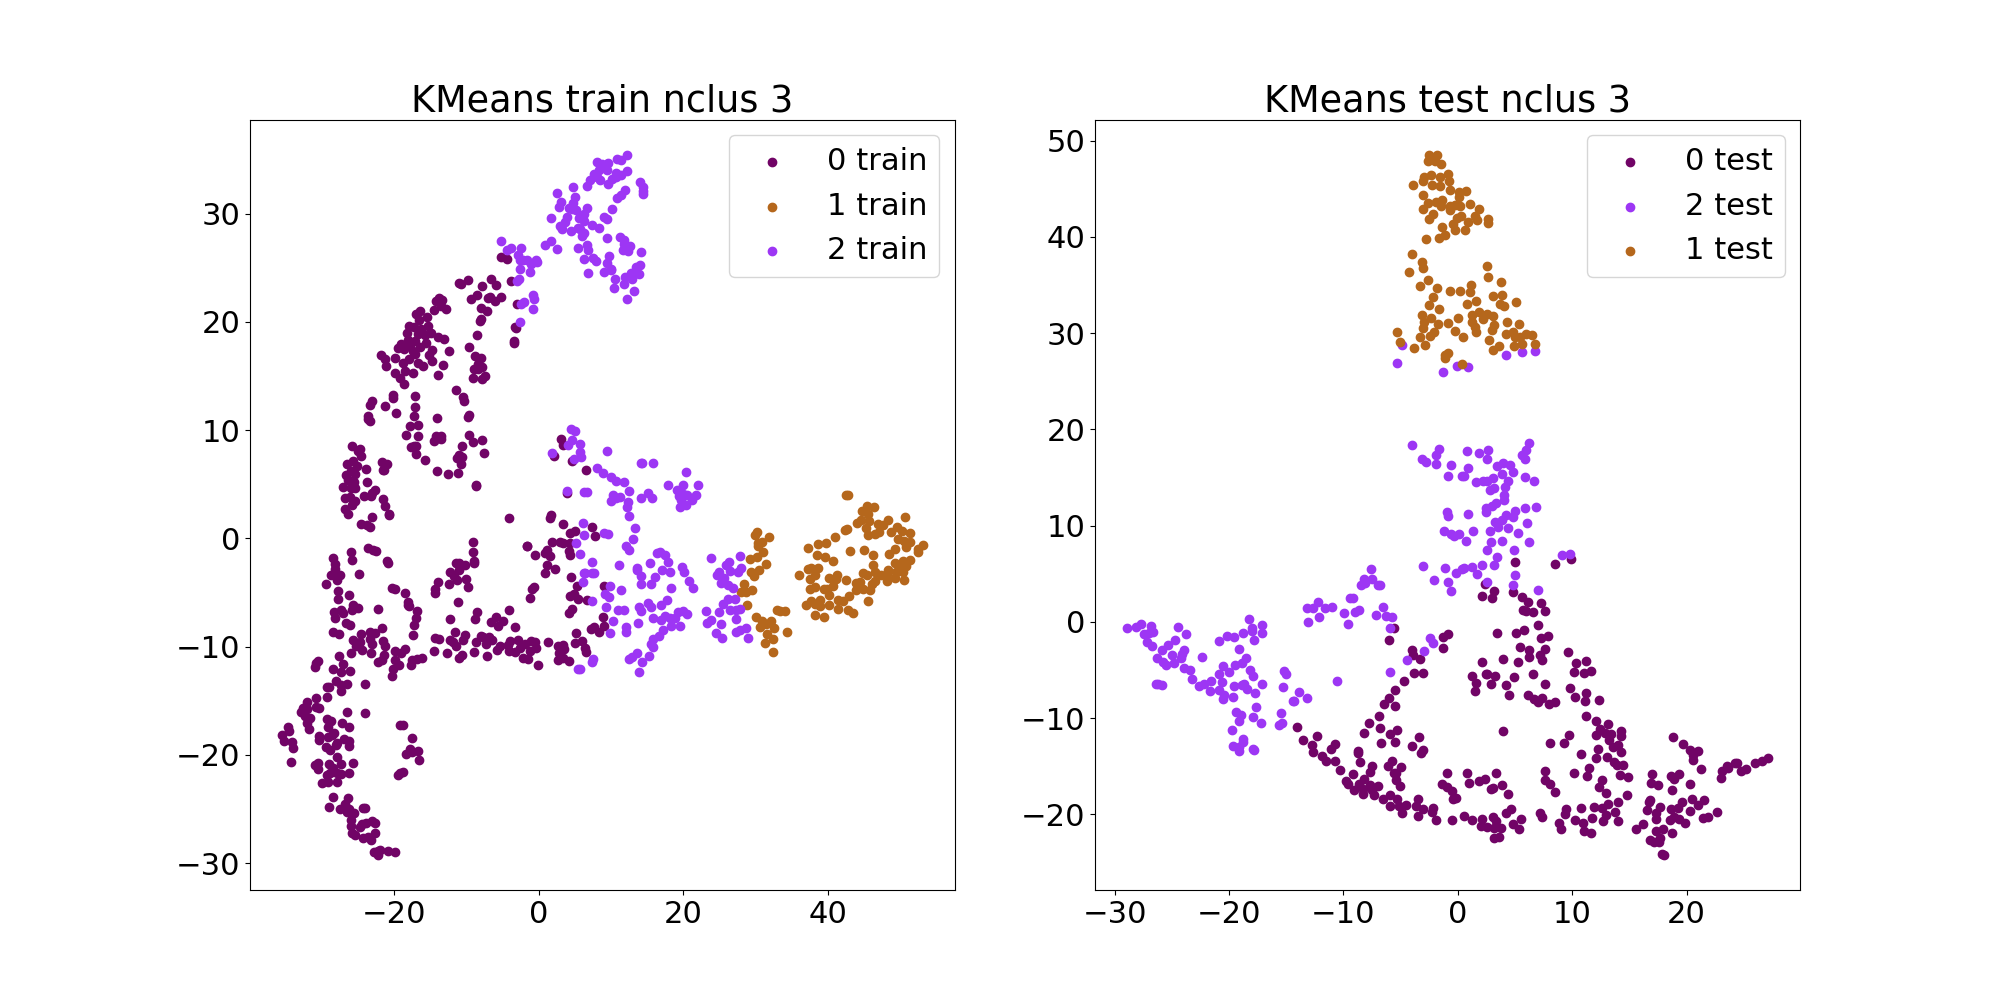 KMeans train nclus 3
0 train
1 train
2 train
30
20
10
0
−10
−20
−30
−20 0 20 40
KMeans test nclus 3
0 test
2 test
1 test
50
40
30
20
10
0
−10
−20
−30 −20 −10 0 10 20